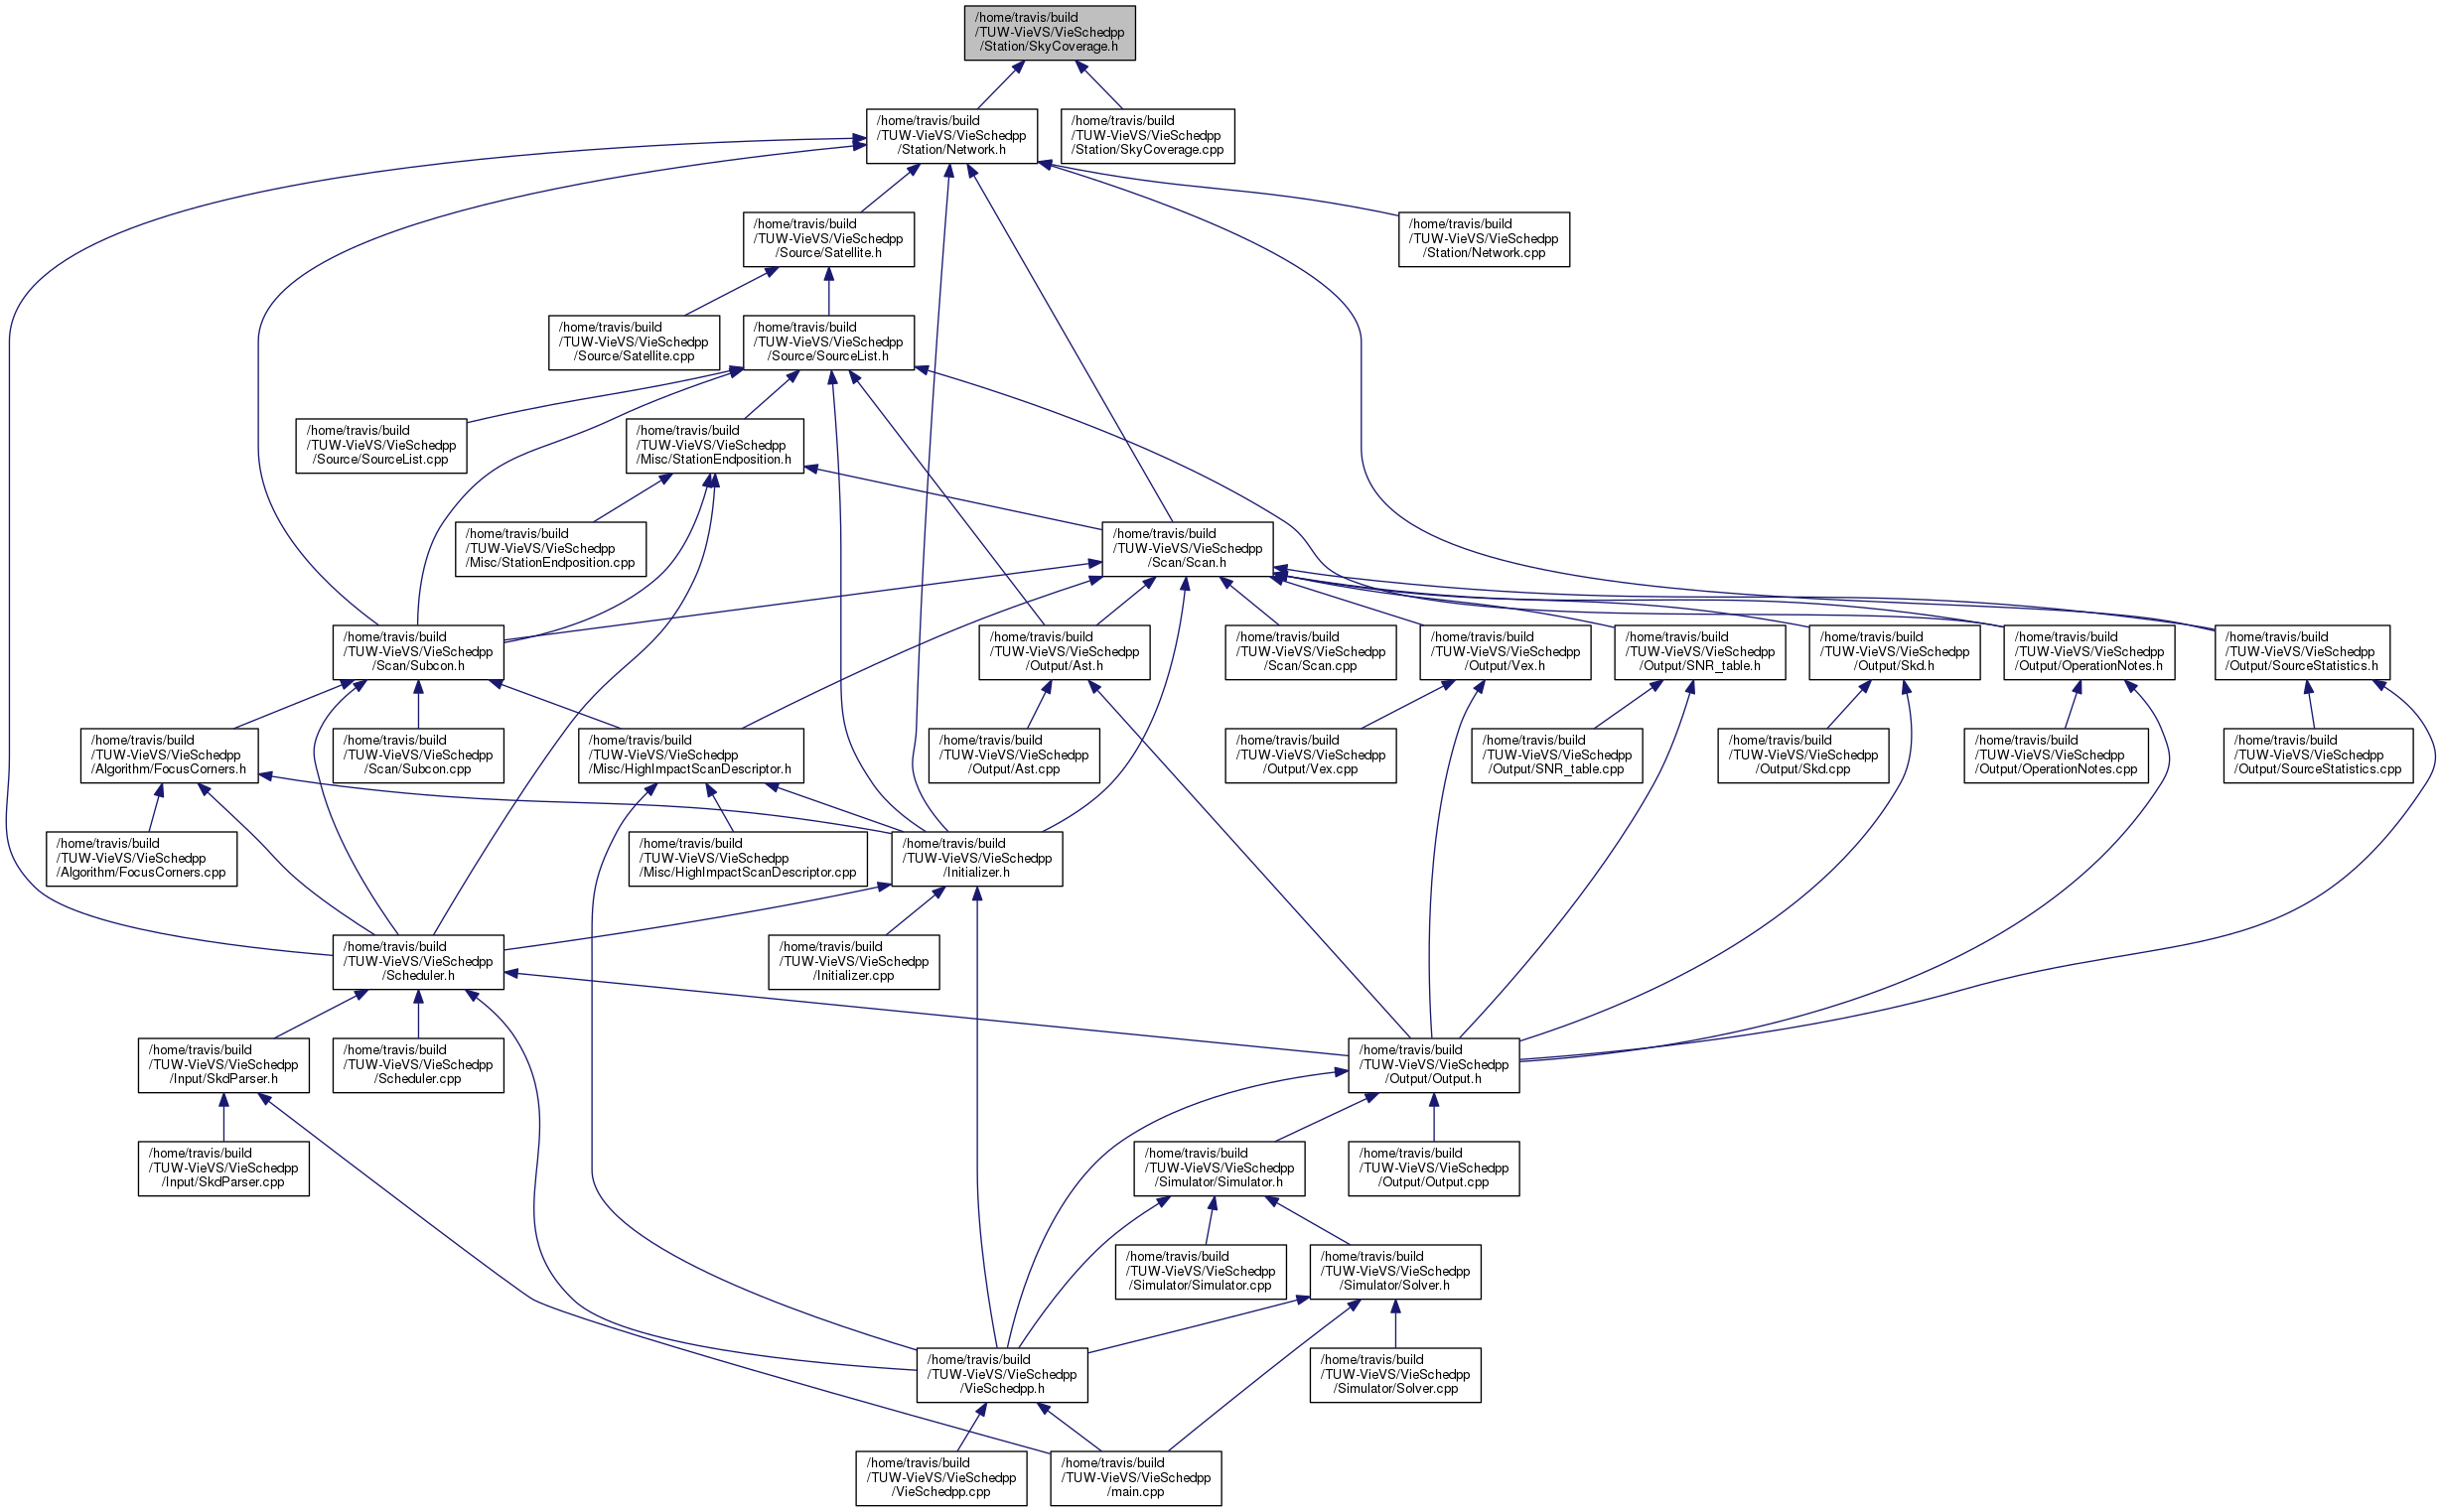 /home/travis/build
/TUW-VieVS/VieSchedpp
/Station/SkyCoverage.h
/home/travis/build
/TUW-VieVS/VieSchedpp
/Station/Network.h
/home/travis/build
/TUW-VieVS/VieSchedpp
/Station/SkyCoverage.cpp
/home/travis/build
/TUW-VieVS/VieSchedpp
/Source/Satellite.h
/home/travis/build
/TUW-VieVS/VieSchedpp
/Station/Network.cpp
/home/travis/build
/TUW-VieVS/VieSchedpp
/Source/Satellite.cpp
/home/travis/build
/TUW-VieVS/VieSchedpp
/Source/SourceList.h
/home/travis/build
/TUW-VieVS/VieSchedpp
/Source/SourceList.cpp
/home/travis/build
/TUW-VieVS/VieSchedpp
/Misc/StationEndposition.h
/home/travis/build
/TUW-VieVS/VieSchedpp
/Misc/StationEndposition.cpp
/home/travis/build
/TUW-VieVS/VieSchedpp
/Scan/Scan.h
/home/travis/build
/TUW-VieVS/VieSchedpp
/Scan/Subcon.h
/home/travis/build
/TUW-VieVS/VieSchedpp
/Output/Ast.h
/home/travis/build
/TUW-VieVS/VieSchedpp
/Scan/Scan.cpp
/home/travis/build
/TUW-VieVS/VieSchedpp
/Output/Vex.h
/home/travis/build
/TUW-VieVS/VieSchedpp
/Output/SNR_table.h
/home/travis/build
/TUW-VieVS/VieSchedpp
/Output/Skd.h
/home/travis/build
/TUW-VieVS/VieSchedpp
/Output/OperationNotes.h
/home/travis/build
/TUW-VieVS/VieSchedpp
/Output/SourceStatistics.h
/home/travis/build
/TUW-VieVS/VieSchedpp
/Algorithm/FocusCorners.h
/home/travis/build
/TUW-VieVS/VieSchedpp
/Scan/Subcon.cpp
/home/travis/build
/TUW-VieVS/VieSchedpp
/Misc/HighImpactScanDescriptor.h
/home/travis/build
/TUW-VieVS/VieSchedpp
/Output/Ast.cpp
/home/travis/build
/TUW-VieVS/VieSchedpp
/Output/Vex.cpp
/home/travis/build
/TUW-VieVS/VieSchedpp
/Output/SNR_table.cpp
/home/travis/build
/TUW-VieVS/VieSchedpp
/Output/Skd.cpp
/home/travis/build
/TUW-VieVS/VieSchedpp
/Output/OperationNotes.cpp
/home/travis/build
/TUW-VieVS/VieSchedpp
/Output/SourceStatistics.cpp
/home/travis/build
/TUW-VieVS/VieSchedpp
/Algorithm/FocusCorners.cpp
/home/travis/build
/TUW-VieVS/VieSchedpp
/Misc/HighImpactScanDescriptor.cpp
/home/travis/build
/TUW-VieVS/VieSchedpp
/Initializer.h
/home/travis/build
/TUW-VieVS/VieSchedpp
/Scheduler.h
/home/travis/build
/TUW-VieVS/VieSchedpp
/Initializer.cpp
/home/travis/build
/TUW-VieVS/VieSchedpp
/Input/SkdParser.h
/home/travis/build
/TUW-VieVS/VieSchedpp
/Scheduler.cpp
/home/travis/build
/TUW-VieVS/VieSchedpp
/Output/Output.h
/home/travis/build
/TUW-VieVS/VieSchedpp
/Input/SkdParser.cpp
/home/travis/build
/TUW-VieVS/VieSchedpp
/Simulator/Simulator.h
/home/travis/build
/TUW-VieVS/VieSchedpp
/Output/Output.cpp
/home/travis/build
/TUW-VieVS/VieSchedpp
/Simulator/Simulator.cpp
/home/travis/build
/TUW-VieVS/VieSchedpp
/Simulator/Solver.h
/home/travis/build
/TUW-VieVS/VieSchedpp
/VieSchedpp.h
/home/travis/build
/TUW-VieVS/VieSchedpp
/Simulator/Solver.cpp
/home/travis/build
/TUW-VieVS/VieSchedpp
/VieSchedpp.cpp
/home/travis/build
/TUW-VieVS/VieSchedpp
/main.cpp